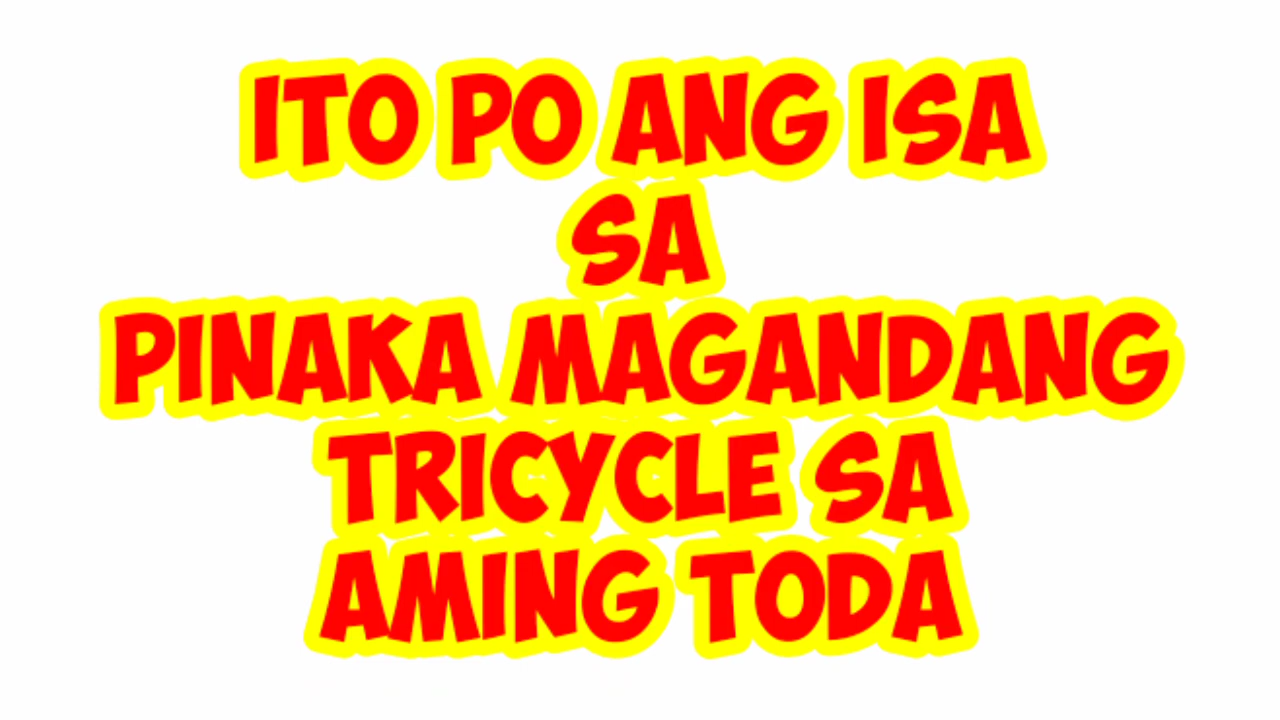 ITO PO ANG ISA
SA
PINAKA MAGANDANG
TRICYCLE SA
AMING TODA